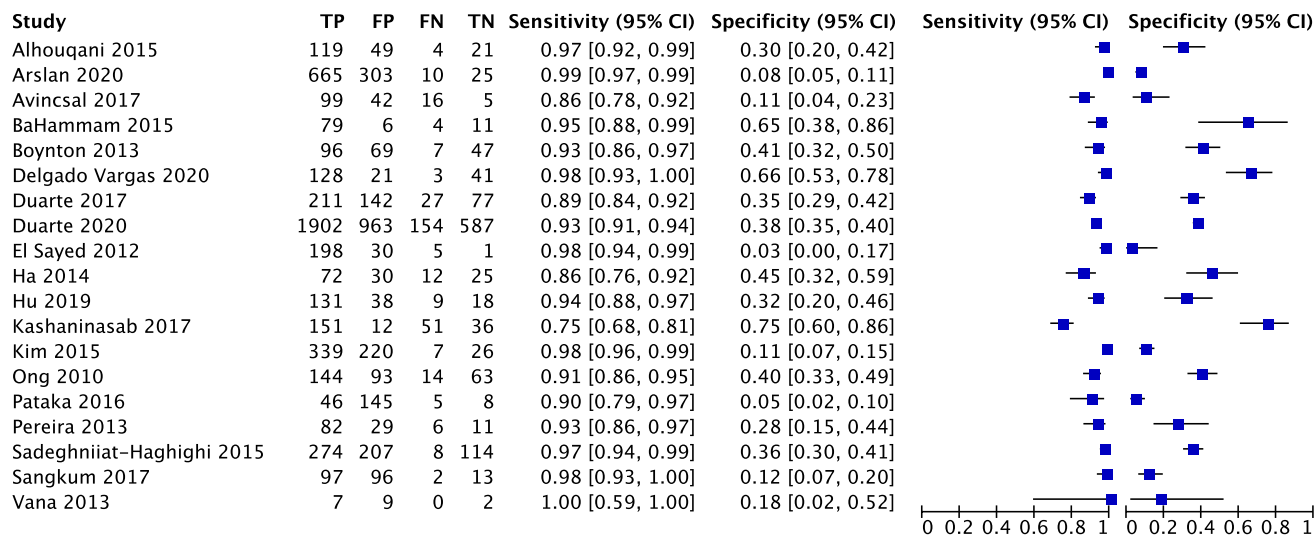 Study TP FP FN TN Sensitivity (95% CI) Specificity (95% CI) Sensitivity (95% CI) Specificity (95% CI)
Alhouqani 2015 119 49 4 21 0.97 [0.92, 0.99] 0.30 [0.20, 0.42]
Arslan 2020 665 303 10 25 0.99 [0.97, 0.99] 0.08 [0.05, 0.11]
Avincsal 2017 99 42 16 5 0.86 [0.78, 0.92] 0.11 [0.04, 0.23]
BaHammam 2015 79 6 4 11 0.95 [0.88, 0.99] 0.65 [0.38, 0.86]
Boynton 2013 96 69 7 47 0.93 [0.86, 0.97] 0.41 [0.32, 0.50]
Delgado Vargas 2020 128 21 3 41 0.98 [0.93, 1.00] 0.66 [0.53, 0.78]
Duarte 2017 211 142 27 77 0.89 [0.84, 0.92] 0.35 [0.29, 0.42]
Duarte 2020 1902 963 154 587 0.93 [0.91, 0.94] 0.38 [0.35, 0.40]
El Sayed 2012 198 30 5 1 0.98 [0.94, 0.99] 0.03 [0.00, 0.17]
Ha 2014 72 30 12 25 0.86 [0.76, 0.92] 0.45 [0.32, 0.59]
Hu 2019 131 38 9 18 0.94 [0.88, 0.97] 0.32 [0.20, 0.46]
Kashaninasab 2017 151 12 51 36 0.75 [0.68, 0.81] 0.75 [0.60, 0.86]
Kim 2015 339 220 7 26 0.98 [0.96, 0.99] 0.11 [0.07, 0.15]
Ong 2010 144 93 14 63 0.91 [0.86, 0.95] 0.40 [0.33, 0.49]
Pataka 2016 46 145 5 8 0.90 [0.79, 0.97] 0.05 [0.02, 0.10]
Pereira 2013 82 29 6 11 0.93 [0.86, 0.97] 0.28 [0.15, 0.44]
Sadeghniiat-Haghighi 2015 274 207 8 114 0.97 [0.94, 0.99] 0.36 [0.30, 0.41]
Sangkum 2017 97 96 2 13 0.98 [0.93, 1.00] 0.12 [0.07, 0.20]
Vana 2013 7 9 0 2 1.00 [0.59, 1.00] 0.18 [0.02, 0.52]
0 0.2 0.4 0.6 0.8 1 0 0.2 0.4 0.6 0.8 1